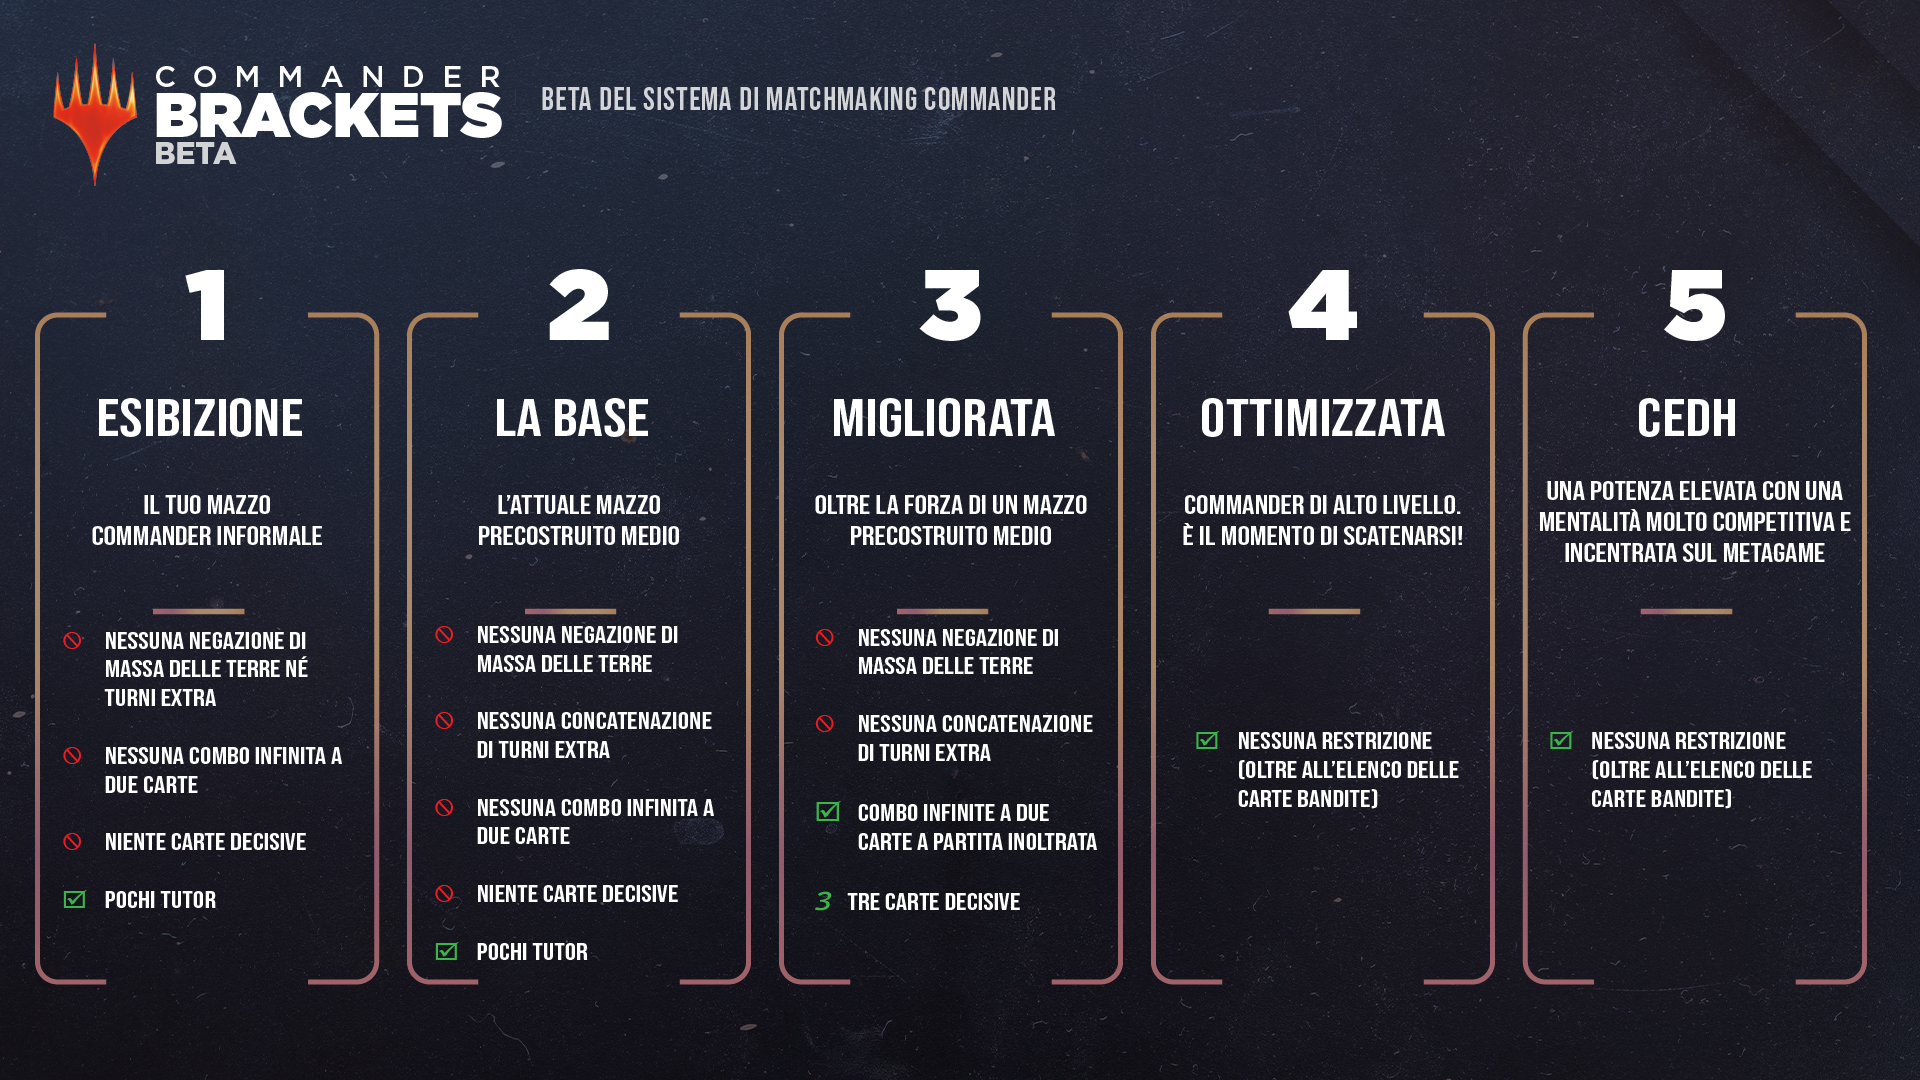 COMMANDER
BRACKETS
BETA
BETA DEL SISTEMA DI MATCHMAKING COMMANDER
1
ESIBIZIONE
IL TUO MAZZO
COMMANDER INFORMALE
NESSUNA NEGAZIONE DI
MASSA DELLE TERRE NÉ
TURNI EXTRA
NESSUNA COMBO INFINITA A
DUE CARTE
NIENTE CARTE DECISIVE
POCHI TUTOR
2
LA BASE
L'ATTUALE MAZZO
PRECOSTRUITO MEDIO
NESSUNA NEGAZIONE DI
MASSA DELLE TERRE
NESSUNA CONCATENAZIONE
DI TURNI EXTRA
NESSUNA COMBO INFINITA A
DUE CARTE
NIENTE CARTE DECISIVE
POCHI TUTOR
3
MIGLIORATA
OLTRE LA FORZA DI UN MAZZO
PRECOSTRUITO MEDIO
NESSUNA NEGAZIONE DI
MASSA DELLE TERRE
NESSUNA CONCATENAZIONE
DI TURNI EXTRA
COMBO INFINITE A DUE
CARTE A PARTITA INOLTRATA
3 TRE CARTE DECISIVE
4
OTTIMIZZATA
COMMANDER DI ALTO LIVELLO.
È IL MOMENTO DI SCATENARSI!
NESSUNA RESTRIZIONE
(OLTRE ALL'ELENCO DELLE
CARTE BANDITE)
5
CEDH
UNA POTENZA ELEVATA CON UNA
MENTALITÀ MOLTO COMPETITIVA E
INCENTRATA SUL METAGAME
NESSUNA RESTRIZIONE
(OLTRE ALL'ELENCO DELLE
CARTE BANDITE)